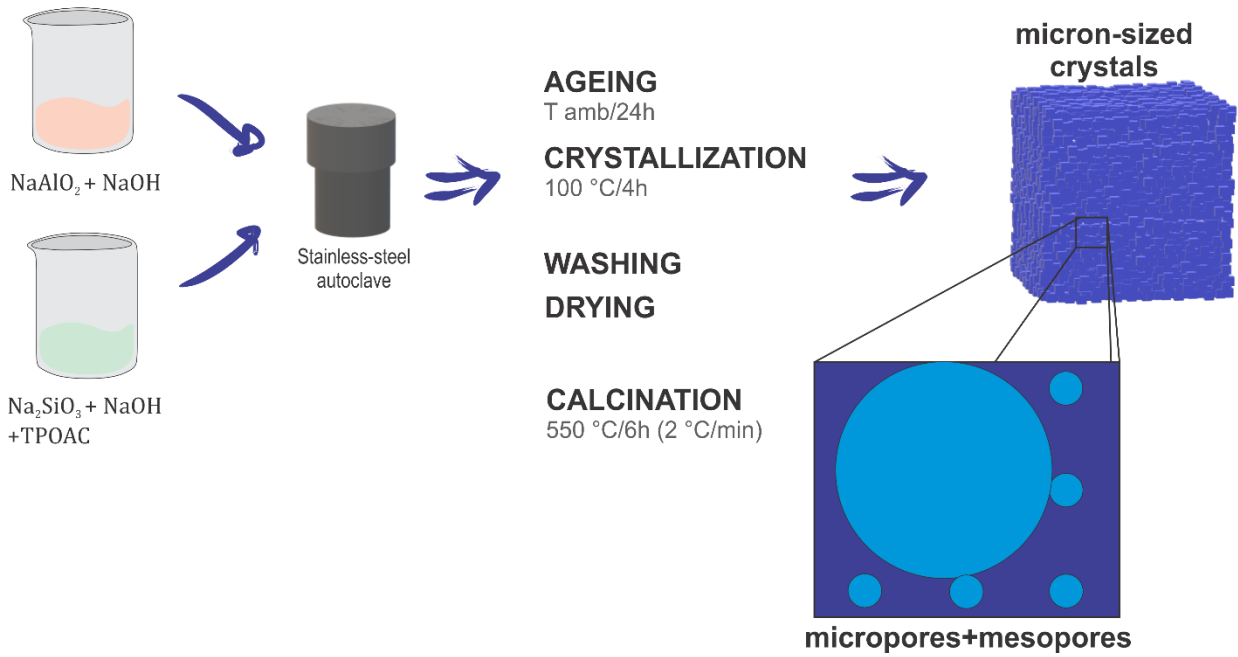 NaAlO₂ + NaOH
Na₂SiO₃ + NaOH
+TPOAC
Stainless-steel
autoclave
AGEING
T amb/24h
CRYSTALLIZATION
100 °C/4h
WASHING
DRYING
CALCINATION
550 °C/6h (2 °C/min)
micron-sized
crystals
micropores+mesopores